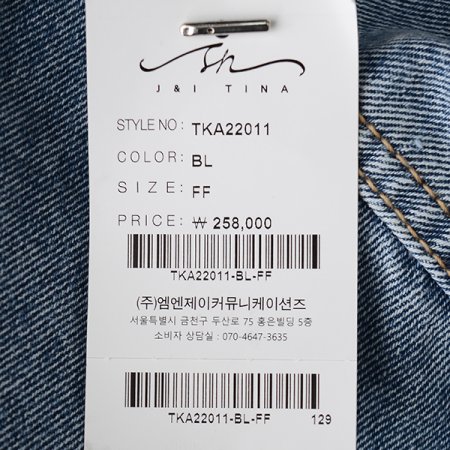 sn
J & I TINA
STYLE NO : TKA22011
COLOR: BL
SIZE: FF
PRICE: ₩ 258,000
TKA22011-BL-FF
(주)엠엔제이커뮤니케이션즈
서울특별시 금천구 두산로 75 홍은빌딩 5층
소비자 상담실 : 070-4647-3635
TKA22011-BL-FF 129